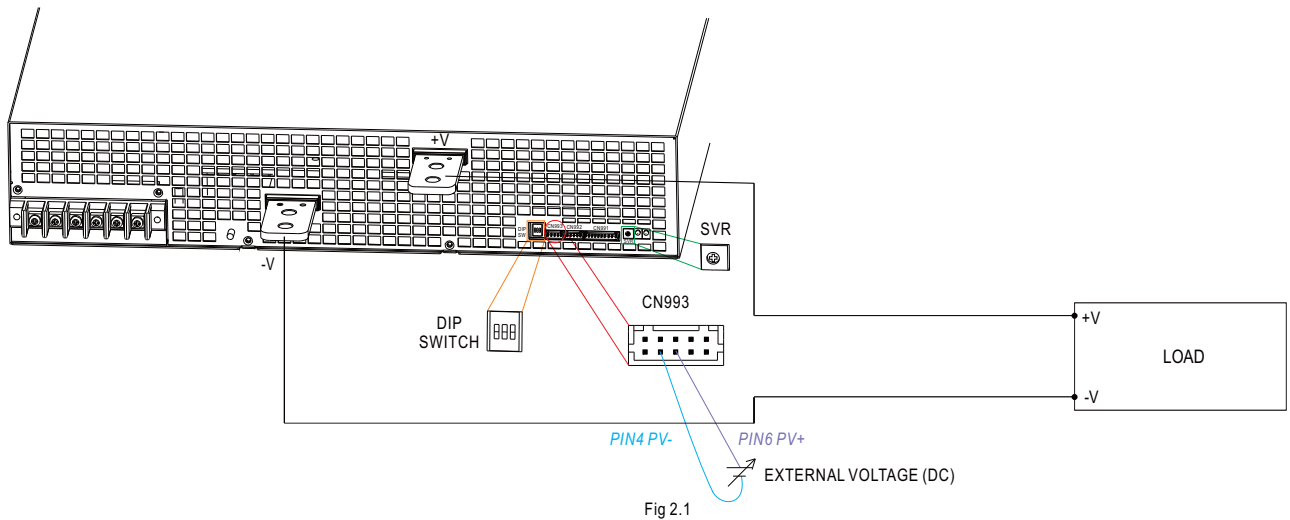 +V
-V
DIP
SW
CN993
CN992
CN991
SVR
SVR
DIP
SWITCH
CN993
+V
LOAD
-V
PIN4 PV-
PIN6 PV+
EXTERNAL VOLTAGE (DC)
Fig 2.1